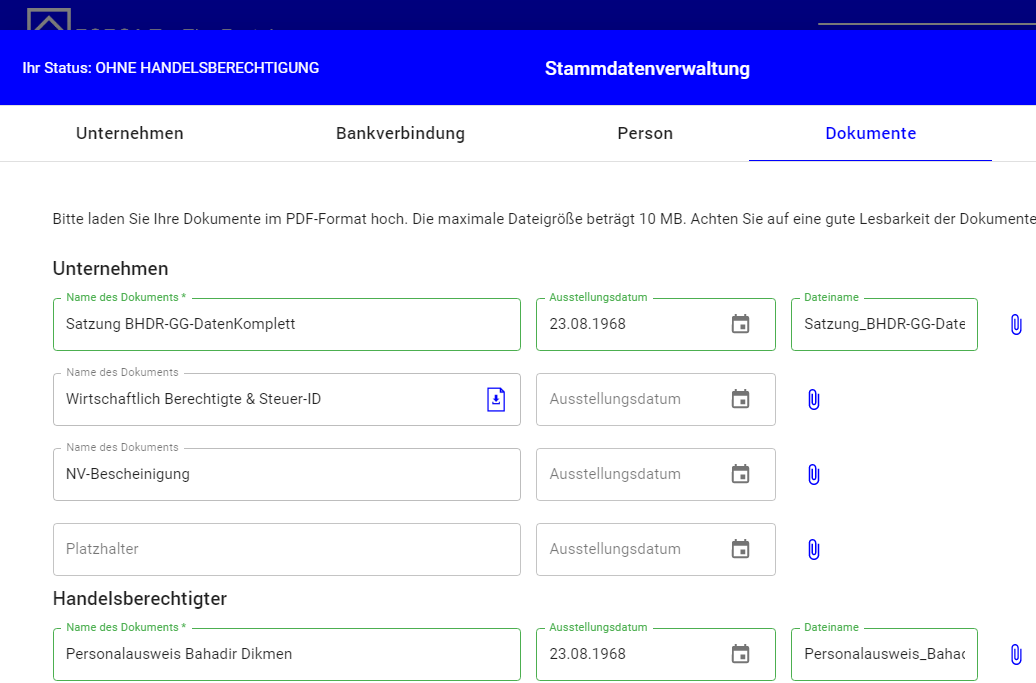 Ihr Status: OHNE HANDELSBERECHTIGUNG
Stammdatenverwaltung
Unternehmen Bankverbindung Person Dokumente
Bitte laden Sie Ihre Dokumente im PDF-Format hoch. Die maximale Dateigröße beträgt 10 MB. Achten Sie auf eine gute Lesbarkeit der Dokumente
Unternehmen
Name des Dokuments * Ausstellungsdatum Dateiname
Satzung BHDR-GG-DatenKomplett 23.08.1968 Satzung_BHDR-GG-Date
Name des Dokuments
Wirtschaftlich Berechtigte & Steuer-ID Ausstellungsdatum
Name des Dokuments
NV-Bescheinigung Ausstellungsdatum
Platzhalter Ausstellungsdatum
Handelsberechtigter
Name des Dokuments * Ausstellungsdatum Dateiname
Personalausweis Bahadir Dikmen 23.08.1968 Personalausweis_Bahac